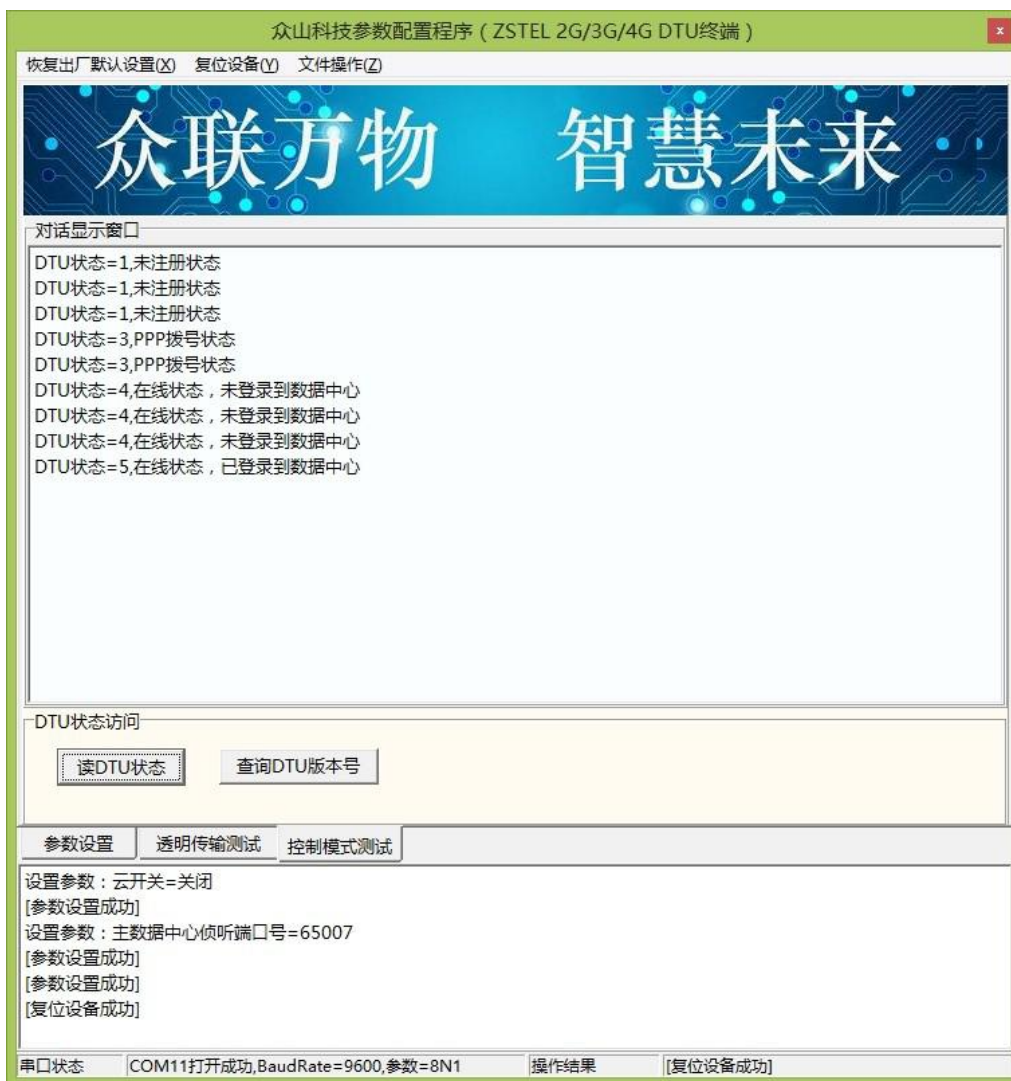 众山科技参数配置程序（ZSTEL 2G/3G/4G DTU终端）
x
恢复出厂默认设置(X) 复位设备(Y) 文件操作(Z)
众联万物 智慧未来
对话显示窗口
DTU状态=1,未注册状态
DTU状态=1,未注册状态
DTU状态=1,未注册状态
DTU状态=3,PPP拨号状态
DTU状态=3,PPP拨号状态
DTU状态=4,在线状态，未登录到数据中心
DTU状态=4,在线状态，未登录到数据中心
DTU状态=4,在线状态，未登录到数据中心
DTU状态=5,在线状态，已登录到数据中心
DTU状态访问
读DTU状态 查询DTU版本号
参数设置 透明传输测试 控制模式测试
设置参数：云开关=关闭
[参数设置成功]
设置参数：主数据中心侦听端口号=65007
[参数设置成功]
[参数设置成功]
[复位设备成功]
串口状态 COM11打开成功,BaudRate=9600,参数=8N1 操作结果 [复位设备成功]